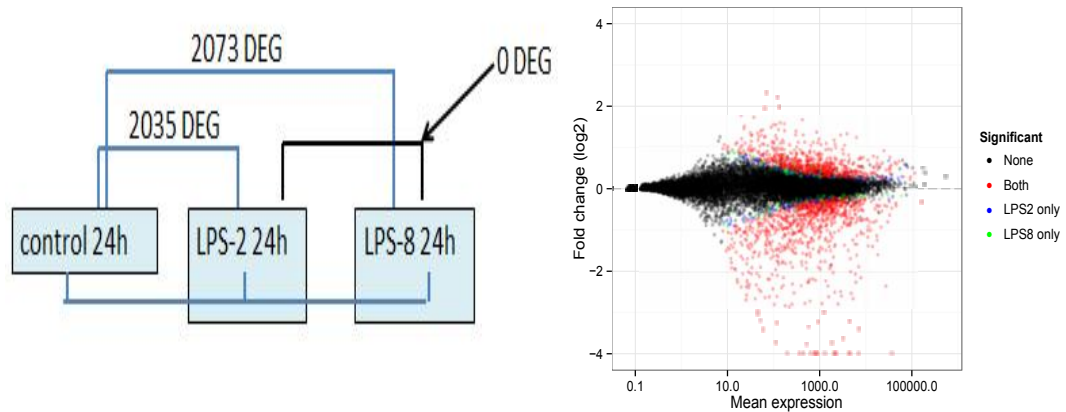 2073 DEG
0 DEG
2035 DEG
control 24h
LPS-2 24h
LPS-8 24h
4
2
0
−2
−4
Fold change (log2)
0.1
10.0
1000.0
100000.0
Mean expression
Significant
None
Both
LPS2 only
LPS8 only